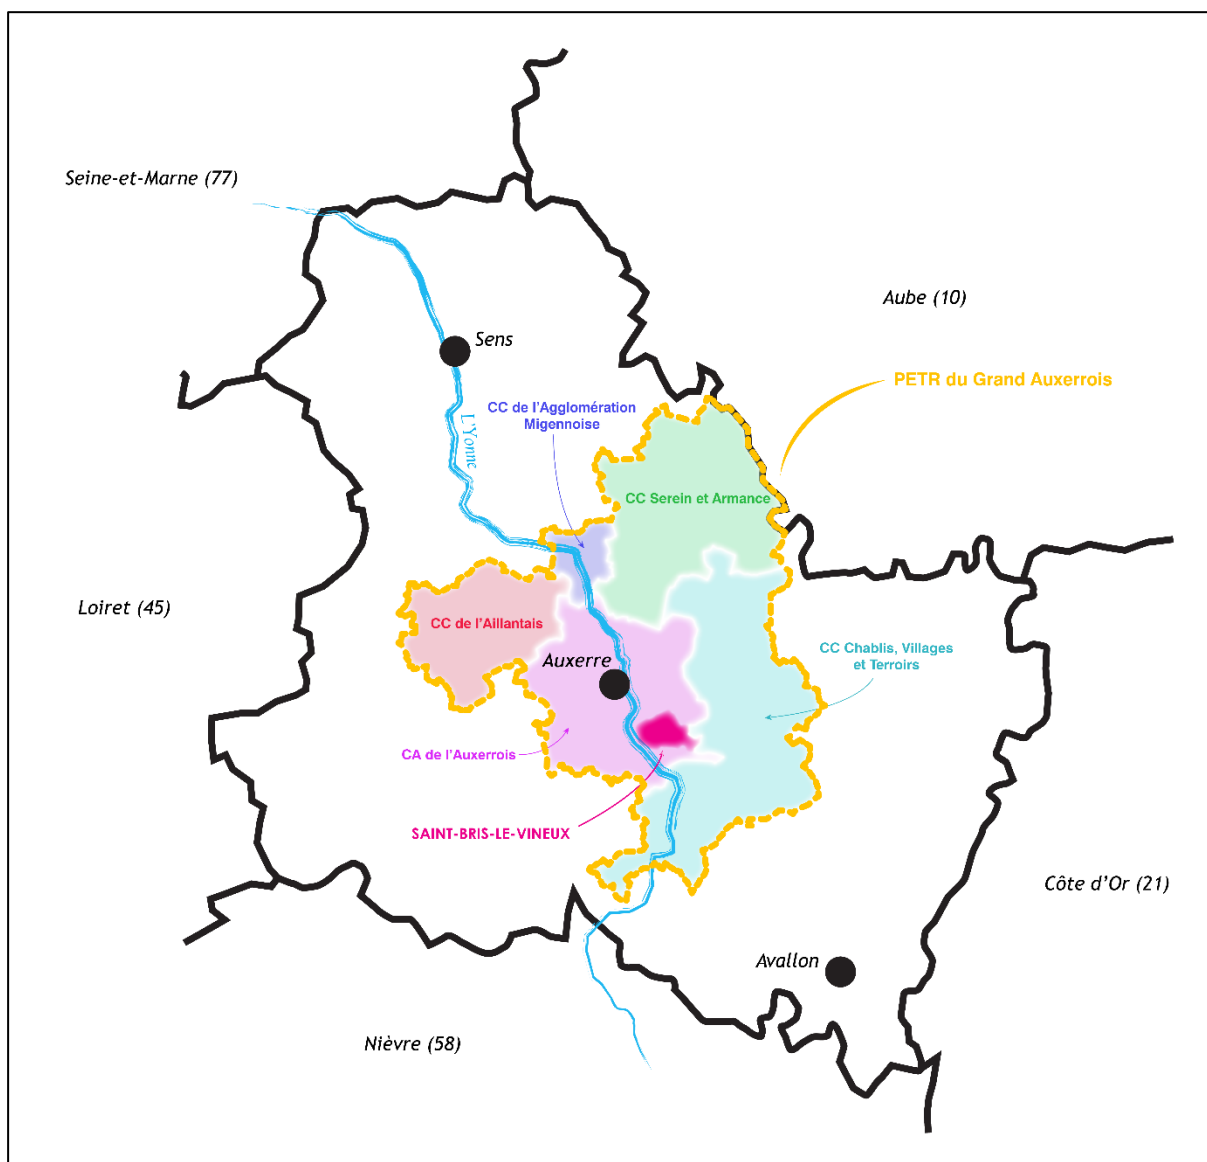 Seine-et-Marne (77)
Aube (10)
Sens
PETR du Grand Auxerrois
CC de l'Agglomération
Migennoise
L'Yonne
CC Serein et Armance
Loiret (45)
CC de l'Aillantais
CC Chablis, Villages
et Terroirs
Auxerre
CA de l'Auxerrois
SAINT-BRIS-LE-VINEUX
Côte d'Or (21)
Avallon
Nièvre (58)